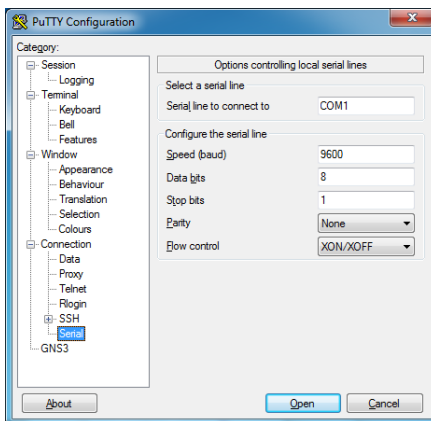 PuTTY Configuration
Category:
Session
Logging
Terminal
Keyboard
Bell
Features
Window
Appearance
Behaviour
Translation
Selection
Colours
Connection
Data
Proxy
Telnet
Rlogin
SSH
Serial
GNS3
Options controlling local serial lines
Select a serial line
Serial line to connect to COM1
Configure the serial line
Speed (baud) 9600
Data bits 8
Stop bits 1
Parity None
Flow control XON/XOFF
About Open Cancel